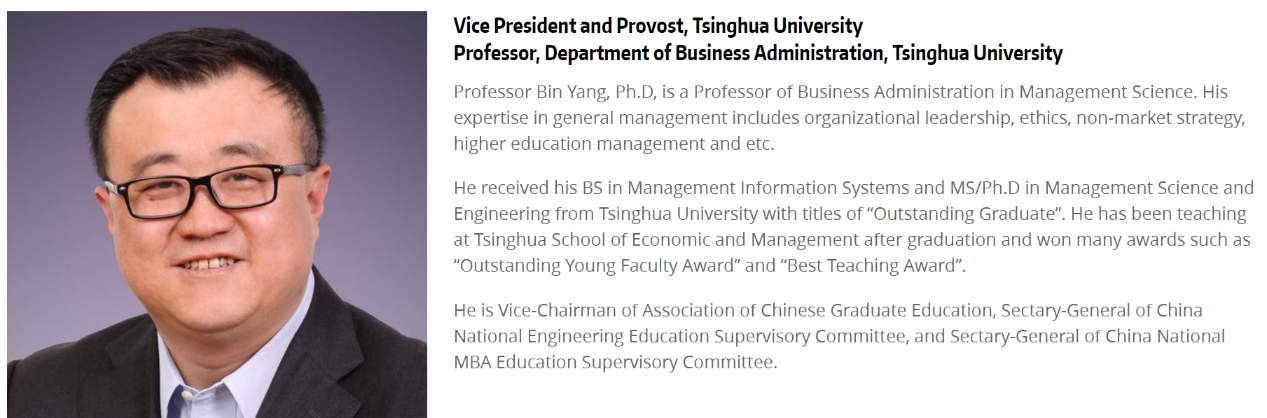 Vice President and Provost, Tsinghua University
Professor, Department of Business Administration, Tsinghua University
Professor Bin Yang, Ph.D, is a Professor of Business Administration in Management Science. His
expertise in general management includes organizational leadership, ethics, non-market strategy,
higher education management and etc.
He received his BS in Management Information Systems and MS/Ph.D in Management Science and
Engineering from Tsinghua University with titles of “Outstanding Graduate”. He has been teaching
at Tsinghua School of Economic and Management after graduation and won many awards such as
“Outstanding Young Faculty Award” and “Best Teaching Award”.
He is Vice-Chairman of Association of Chinese Graduate Education, Sectary-General of China
National Engineering Education Supervisory Committee, and Sectary-General of China National
MBA Education Supervisory Committee.